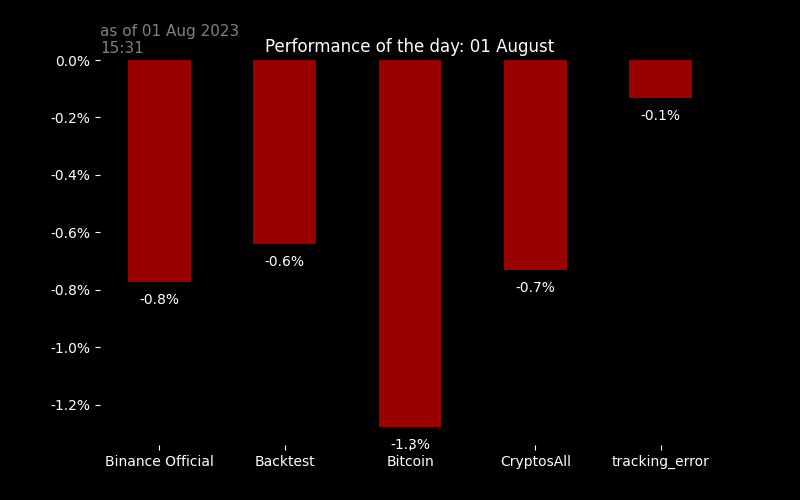 as of 01 Aug 2023
15:31
Performance of the day: 01 August
0.0%
-0.2%
-0.4%
-0.6%
-0.8%
-1.0%
-1.2%
-0.8%
-0.6%
-1.3%
-0.7%
-0.1%
Binance Official
Backtest
Bitcoin
CryptosAll
tracking_error